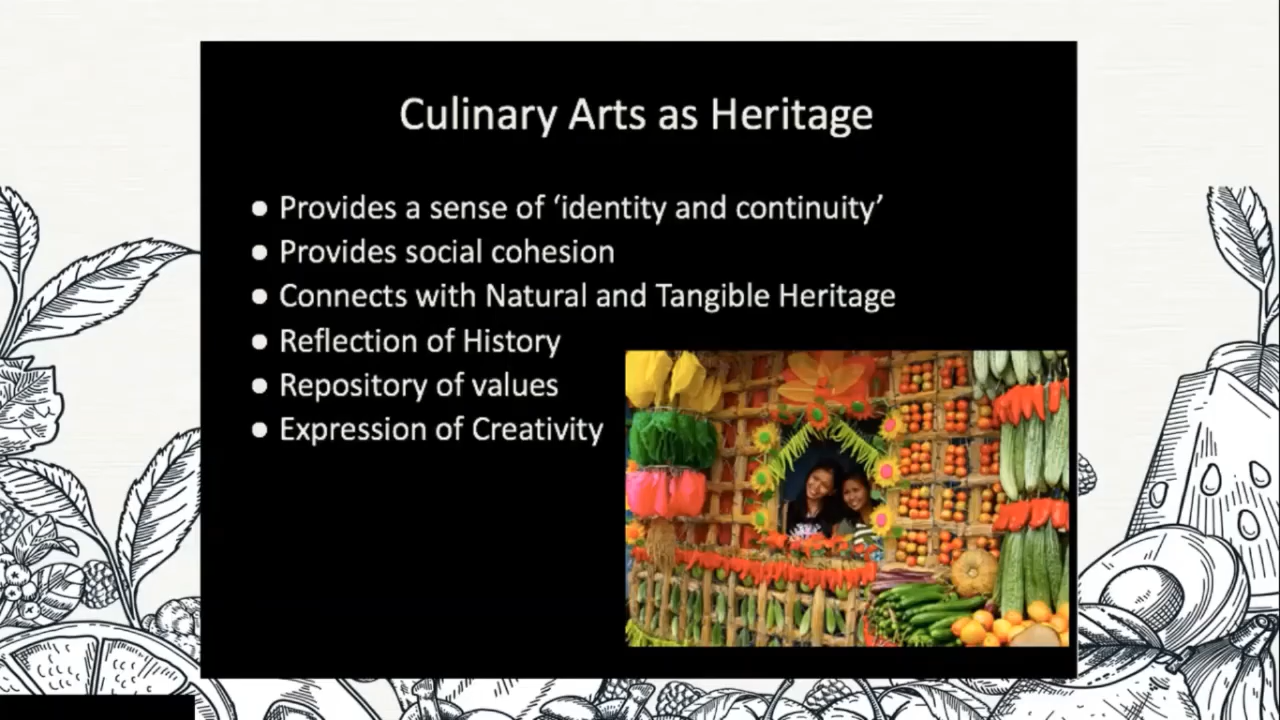 Culinary Arts as Heritage
● Provides a sense of ‘identity and continuity’
● Provides social cohesion
● Connects with Natural and Tangible Heritage
● Reflection of History
● Repository of values
● Expression of Creativity